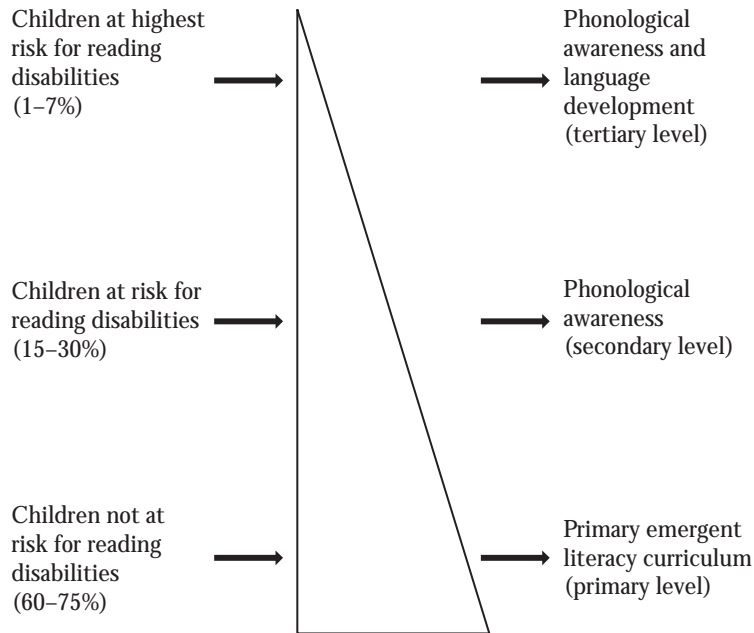 Children at highest
risk for reading
disabilities
(1–7%)
Phonological
awareness and
language
development
(tertiary level)
Children at risk for
reading disabilities
(15–30%)
Phonological
awareness
(secondary level)
Children not at
risk for reading
disabilities
(60–75%)
Primary emergent
literacy curriculum
(primary level)